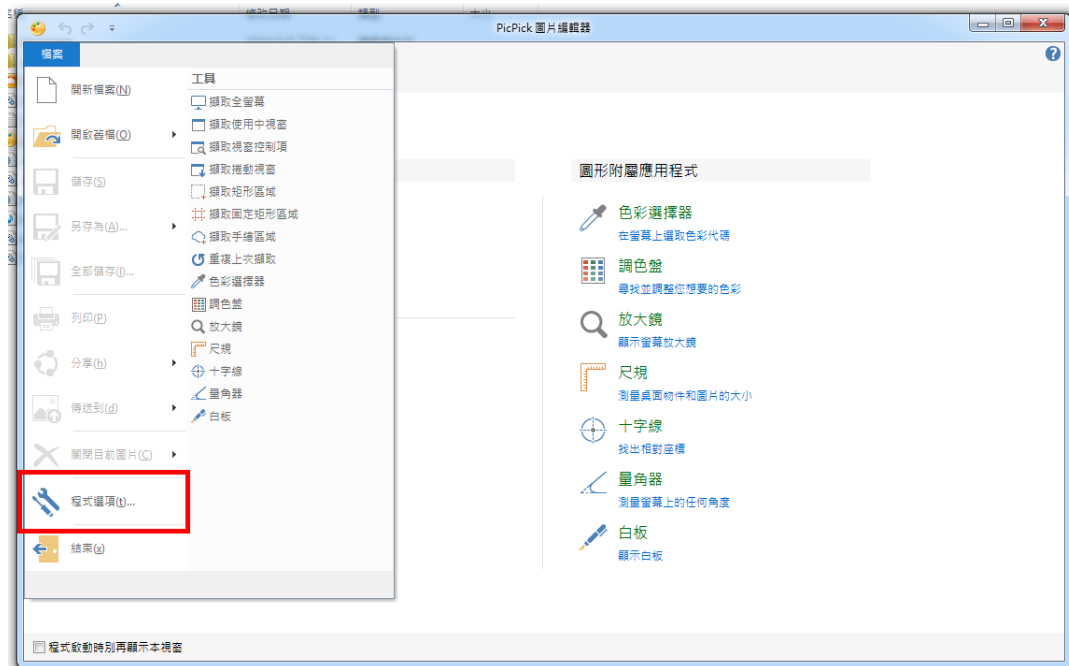 修改日期
類型
大小
PicPick 圖片編輯器
檔案
開新檔案(N)
開啟舊檔(O)
儲存(S)
另存為(A)...
全部儲存(l)...
列印(P)
分享(h)
傳送到(d)
關閉目前圖片(C)
程式選項(t)...
結束(x)
工具
擷取全螢幕
擷取使用中視窗
擷取視窗控制項
擷取捲動視窗
擷取矩形區域
擷取固定矩形區域
擷取手繪區域
重複上次擷取
色彩選擇器
調色盤
放大鏡
尺規
十字線
量角器
白板
圖形附屬應用程式
色彩選擇器
在螢幕上選取色彩代碼
調色盤
尋找並調整您想要的色彩
放大鏡
顯示螢幕放大鏡
尺規
測量桌面物件和圖片的大小
十字線
找出相對座標
量角器
測量螢幕上的任何角度
白板
顯示白板
程式啟動時別再顯示本視窗